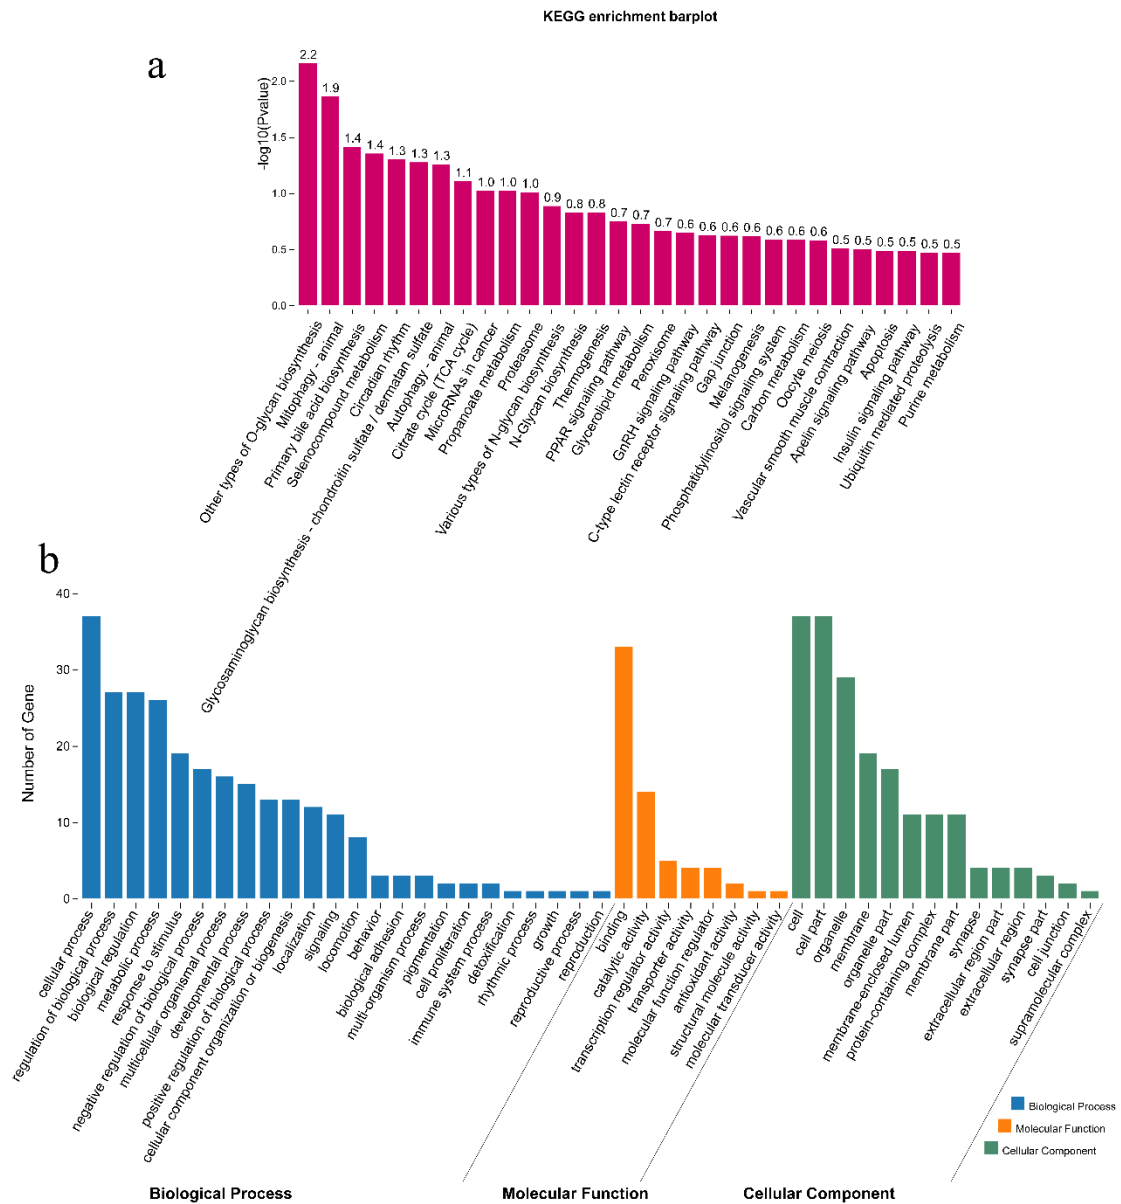 KEGG enrichment barplot
a
-log10(Pvalue)
2.0
1.5
1.0
0.5
0.0
2.2
1.9
1.4
1.4
1.3
1.3
1.3
1.1
1.0
1.0
1.0
0.9
0.8
0.8
0.7
0.7
0.7
0.6
0.6
0.6
0.6
0.6
0.6
0.6
0.5
0.5
0.5
0.5
0.5
0.5
Other types of O-glycan biosynthesis
Mitophagy - animal
Primary bile acid biosynthesis
Selenocompound metabolism
Circadian rhythm
Glycosaminoglycan biosynthesis - chondroitin sulfate / dermatan sulfate
Autophagy - animal
Citrate cycle (TCA cycle)
MicroRNAs in cancer
Propanoate metabolism
Proteasome
Various types of N-glycan biosynthesis
N-Glycan biosynthesis
Thermogenesis
PPAR signaling pathway
Glycerolipid metabolism
Peroxisome
GnRH signaling pathway
C-type lectin receptor signaling pathway
Gap junction
Melanogenesis
Phosphatidylinositol signaling system
Carbon metabolism
Oocyte meiosis
Vascular smooth muscle contraction
Apelin signaling pathway
Apoptosis
Insulin signaling pathway
Ubiquitin mediated proteolysis
Purine metabolism
b
Number of Gene
40
30
20
10
0
cellular process
regulation of biological process
biological regulation
metabolic process
response to stimulus
negative regulation of biological process
multicellular organismal process
developmental process
positive regulation of biological process
cellular component organization or biogenesis
localization
signaling
locomotion
behavior
biological adhesion
multi-organism process
pigmentation
cell proliferation
immune system process
detoxification
rhythmic process
growth
reproductive process
reproduction
binding
catalytic activity
transcription regulator activity
transporter activity
molecular function regulator
antioxidant activity
structural molecule activity
molecular transducer activity
cell
cell part
organelle
membrane
organelle part
membrane-enclosed lumen
protein-containing complex
membrane part
synapse
extracellular region part
extracellular region
synapse part
cell junction
supramolecular complex
Biological Process
Molecular Function
Cellular Component
Biological Process
Molecular Function
Cellular Component